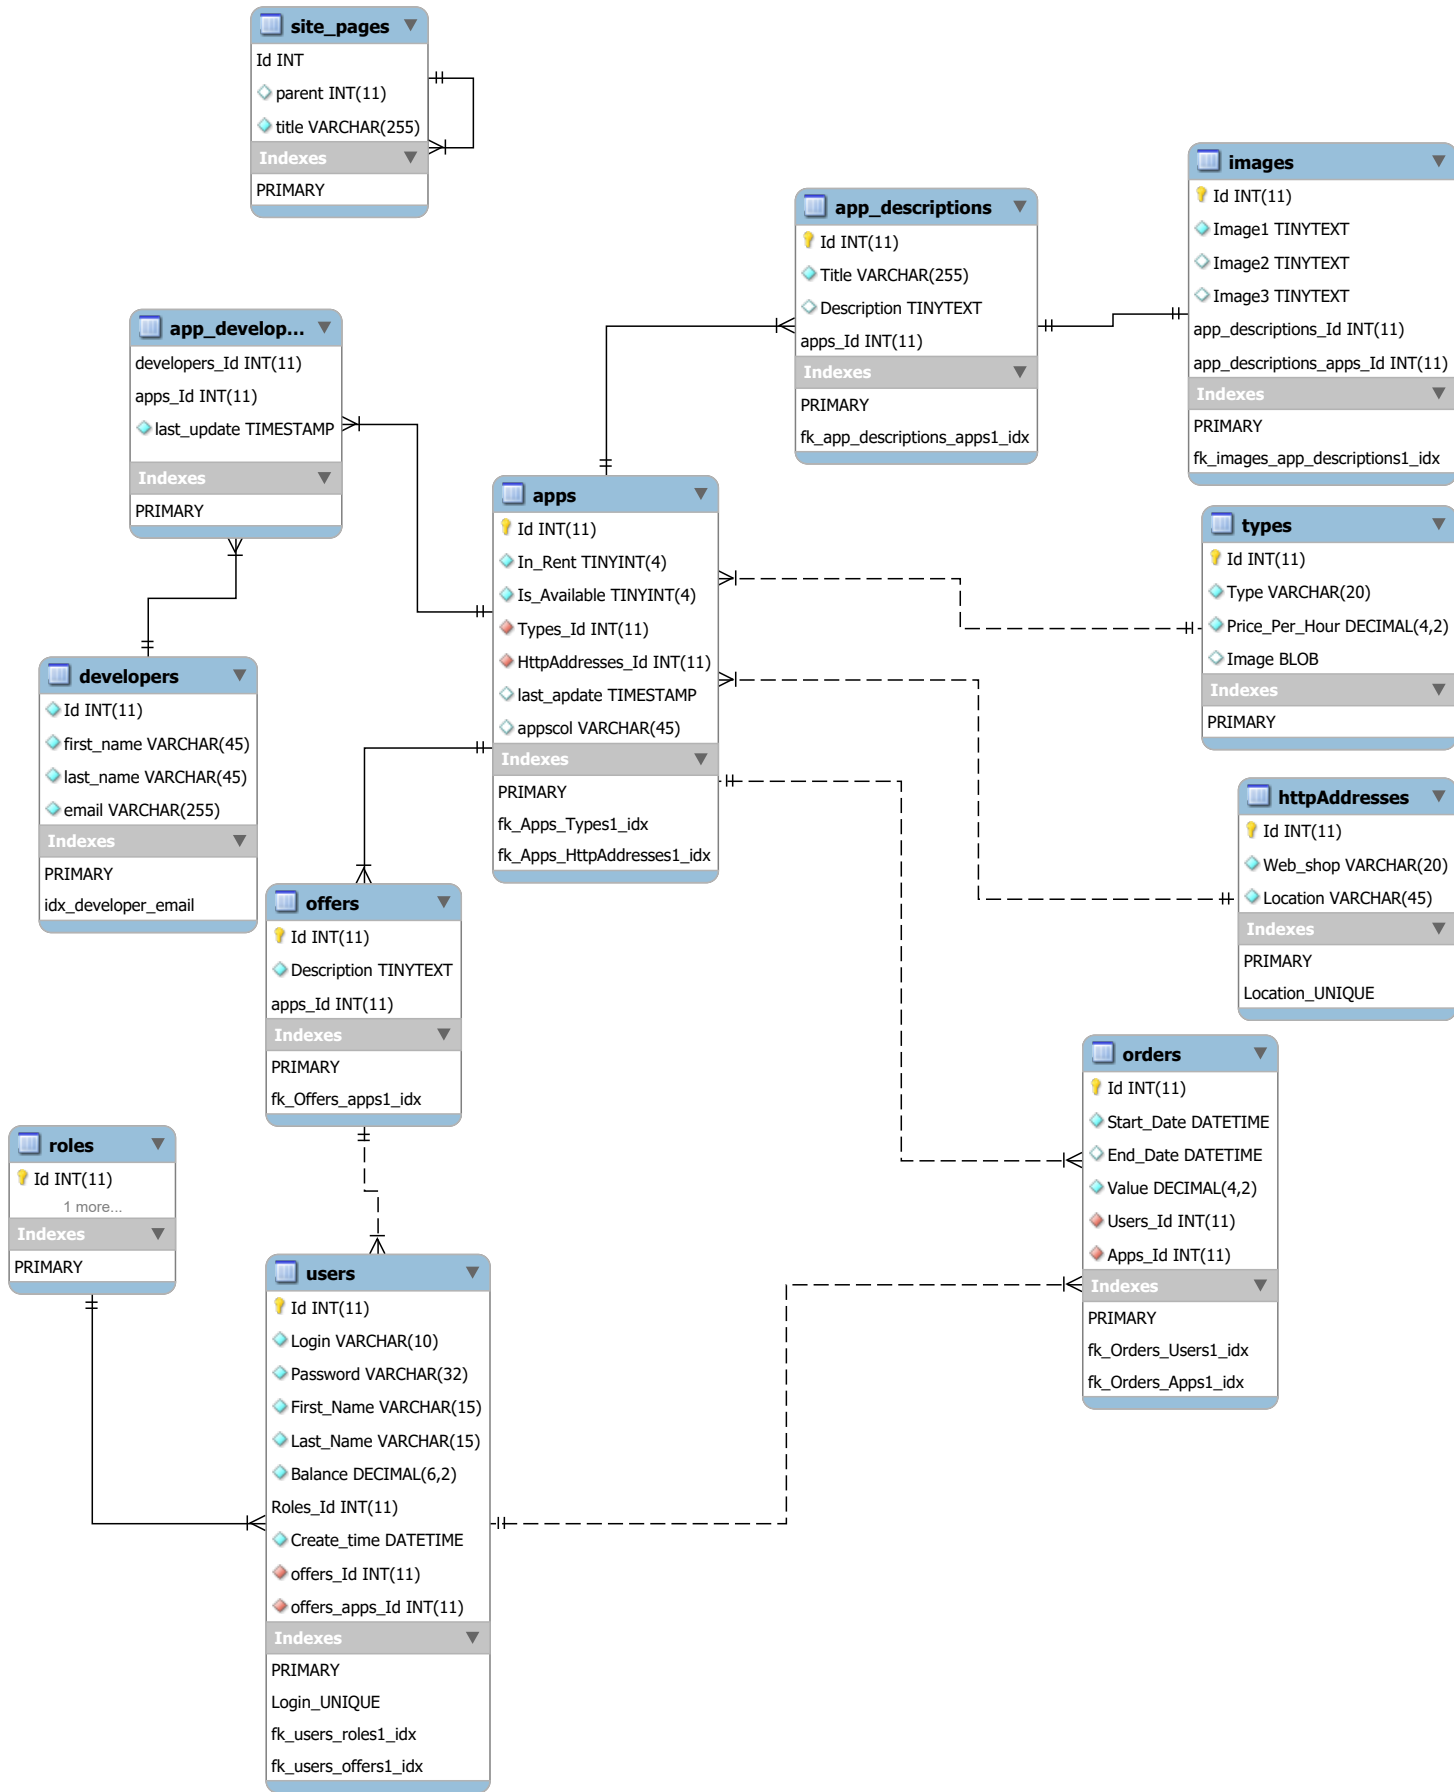 site_pages
Id INT
parent INT(11)
title VARCHAR(255)
Indexes
PRIMARY
images
Id INT(11)
Image1 TINYTEXT
Image2 TINYTEXT
Image3 TINYTEXT
app_descriptions_Id INT(11)
app_descriptions_apps_Id INT(11)
Indexes
PRIMARY
fk_images_app_descriptions1_idx
app_descriptions
Id INT(11)
Title VARCHAR(255)
Description TINYTEXT
apps_Id INT(11)
Indexes
PRIMARY
fk_app_descriptions_apps1_idx
app_develop...
developers_Id INT(11)
apps_Id INT(11)
last_update TIMESTAMP
Indexes
PRIMARY
apps
Id INT(11)
In_Rent TINYINT(4)
Is_Available TINYINT(4)
Types_Id INT(11)
HttpAddresses_Id INT(11)
last_apdate TIMESTAMP
appscol VARCHAR(45)
Indexes
PRIMARY
fk_Apps_Types1_idx
fk_Apps_HttpAddresses1_idx
types
Id INT(11)
Type VARCHAR(20)
Price_Per_Hour DECIMAL(4,2)
Image BLOB
Indexes
PRIMARY
developers
Id INT(11)
first_name VARCHAR(45)
last_name VARCHAR(45)
email VARCHAR(255)
Indexes
PRIMARY
idx_developer_email
httpAddresses
Id INT(11)
Web_shop VARCHAR(20)
Location VARCHAR(45)
Indexes
PRIMARY
Location_UNIQUE
offers
Id INT(11)
Description TINYTEXT
apps_Id INT(11)
Indexes
PRIMARY
fk_Offers_apps1_idx
orders
Id INT(11)
Start_Date DATETIME
End_Date DATETIME
Value DECIMAL(4,2)
Users_Id INT(11)
Apps_Id INT(11)
Indexes
PRIMARY
fk_Orders_Users1_idx
fk_Orders_Apps1_idx
roles
Id INT(11)
1 more...
Indexes
PRIMARY
users
Id INT(11)
Login VARCHAR(10)
Password VARCHAR(32)
First_Name VARCHAR(15)
Last_Name VARCHAR(15)
Balance DECIMAL(6,2)
Roles_Id INT(11)
Create_time DATETIME
offers_Id INT(11)
offers_apps_Id INT(11)
Indexes
PRIMARY
Login_UNIQUE
fk_users_roles1_idx
fk_users_offers1_idx